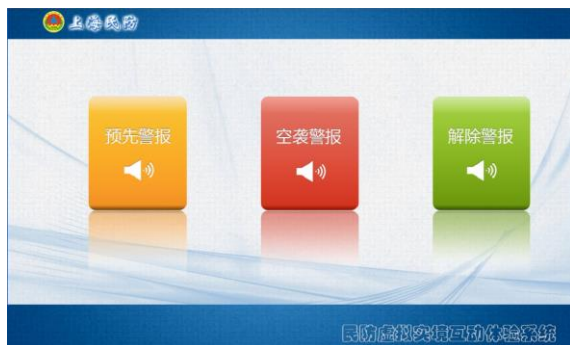 上海民防
预先警报
空袭警报
解除警报
民防虚拟实境互动体验系统